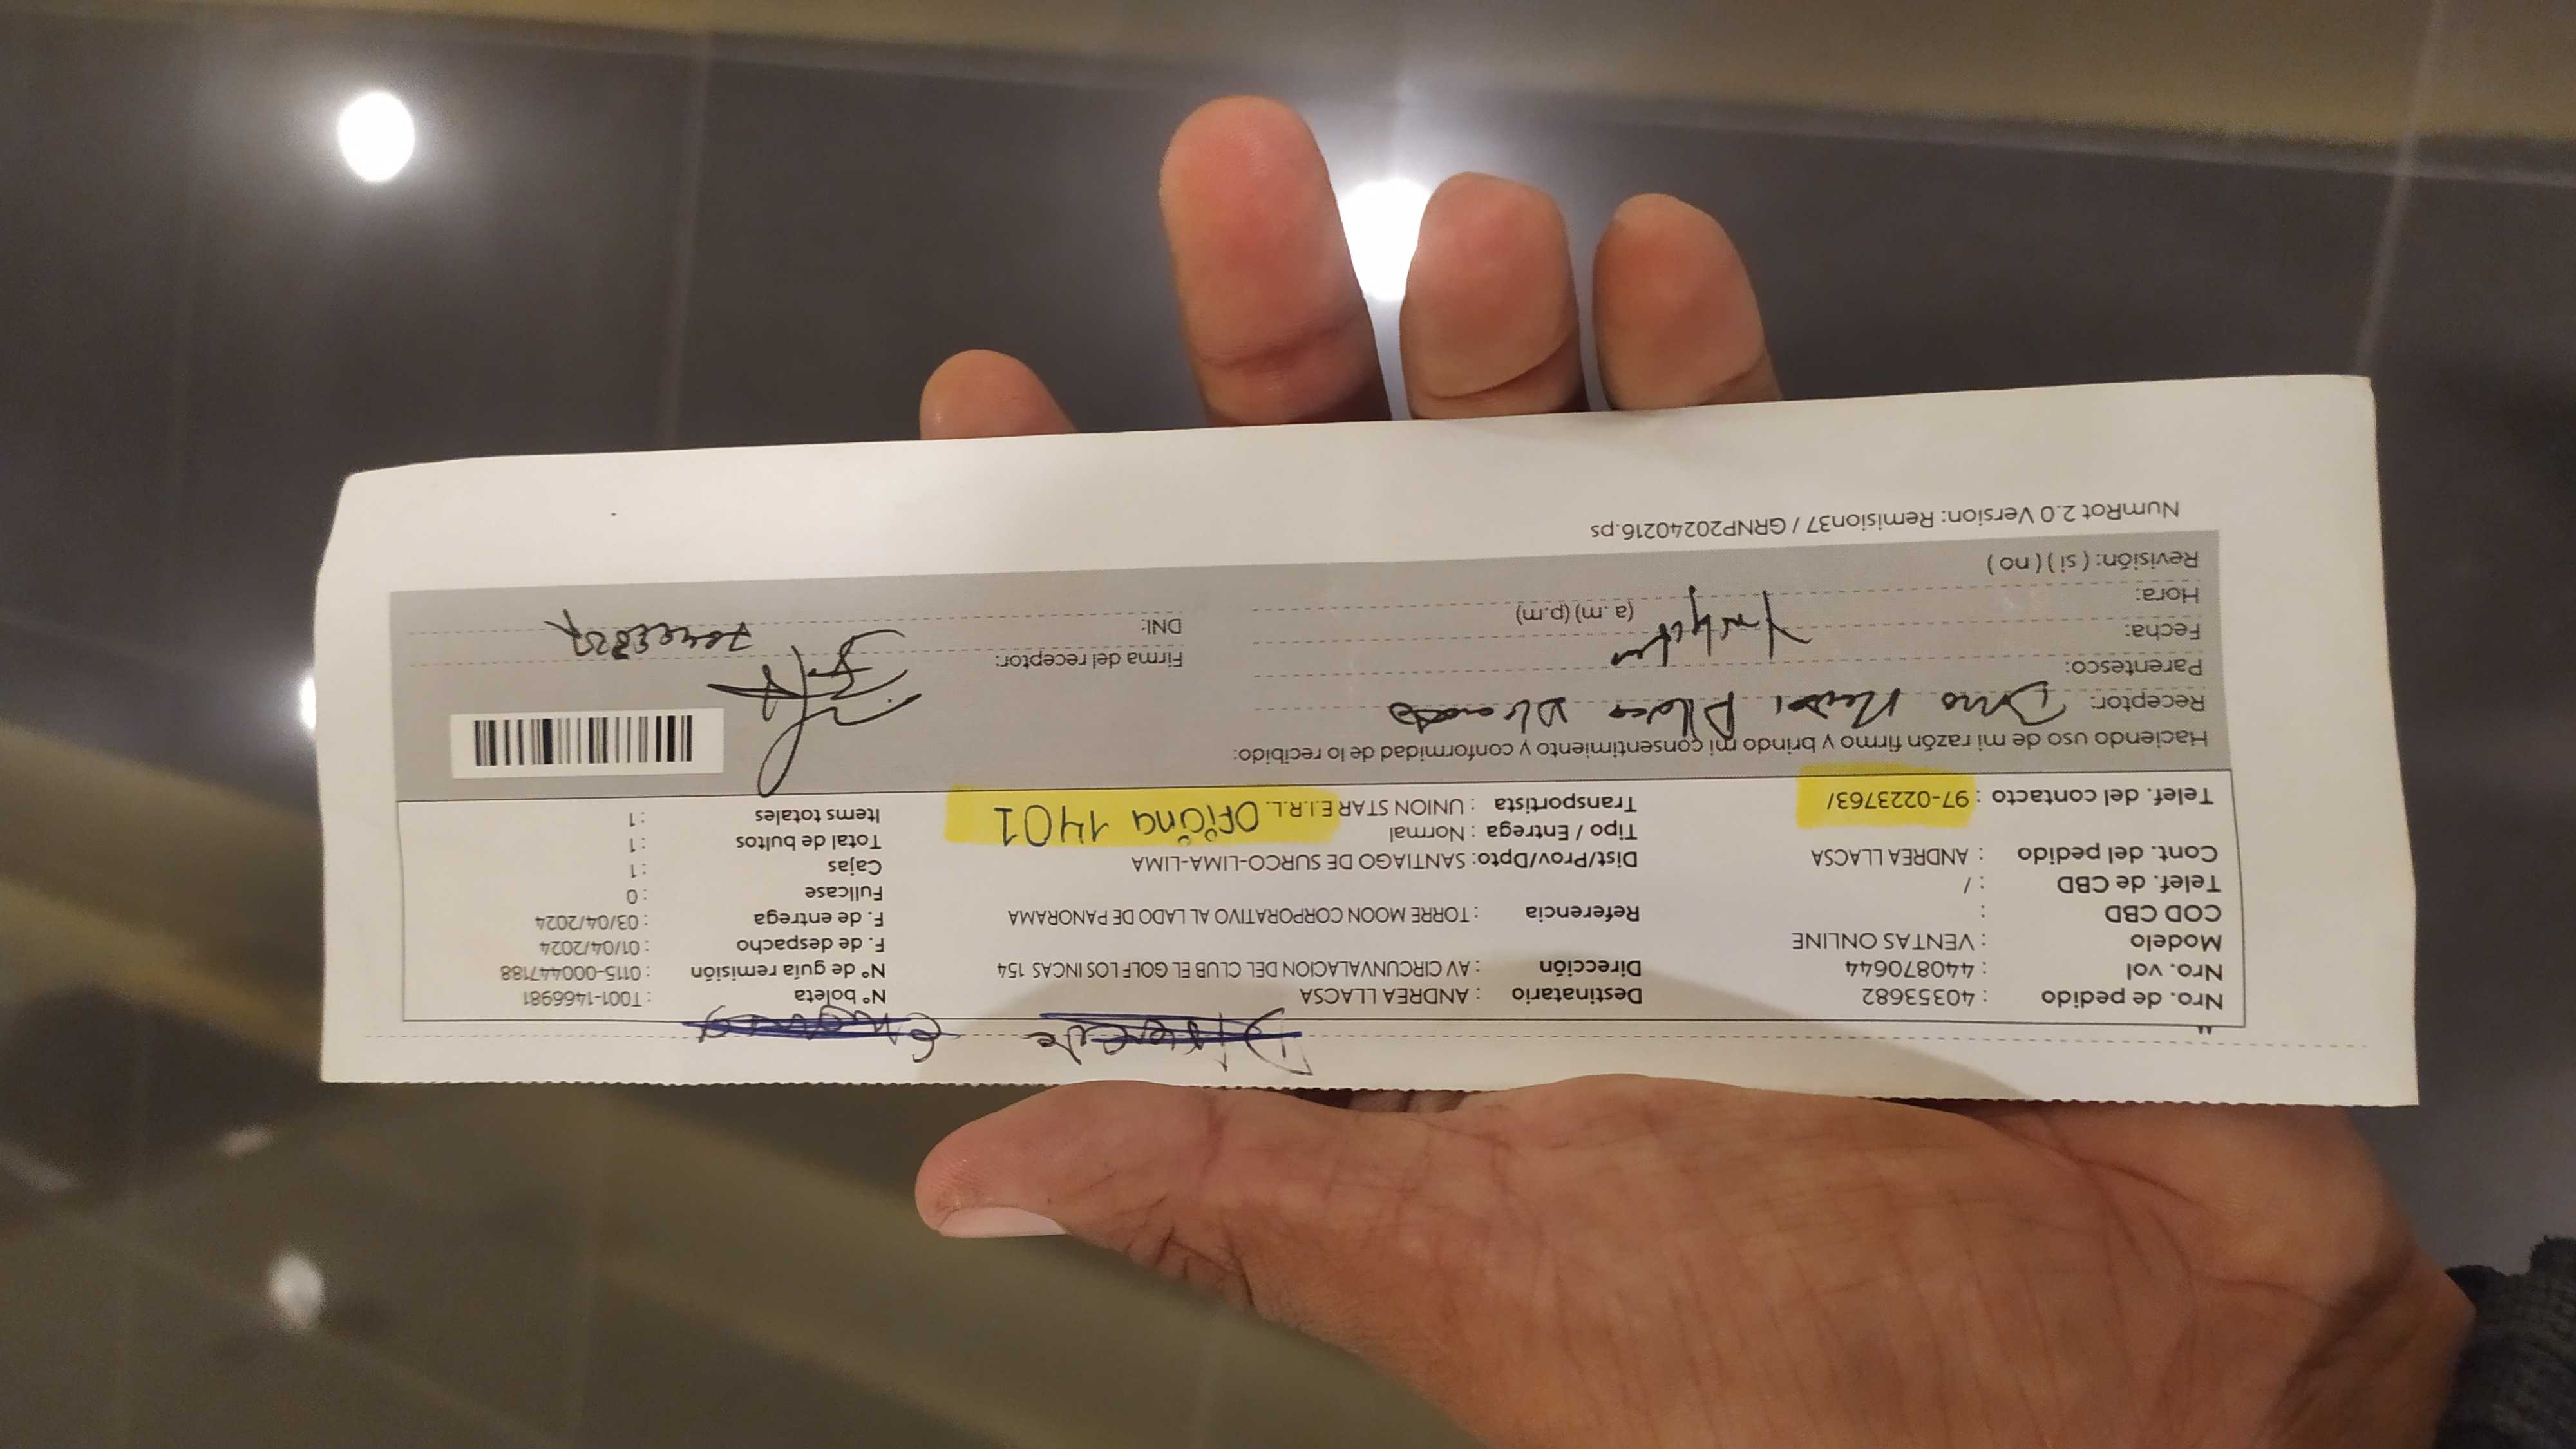 Nro. de pedido : 40353682
Nro. vol : 440870644
Modelo : VENTAS ONLINE
COD CBD :
Telef. de CBD : /
Cont. del pedido : ANDREA LLACSA
Telef. del contacto : 97-0223763/
Destinatario : ANDREA LLACSA
Dirección : AV CIRCUNVALACION DEL CLUB EL GOLF LOS INCAS 154
Referencia : TORRE MOON CORPORATIVO AL LADO DE PANORAMA
Dist/Prov/Dpto: SANTIAGO DE SURCO-LIMA-LIMA
Tipo / Entrega : Normal
Transportista : UNION STAR E.I.R.L.
Oficina 1401
N° boleta : T001-1466981
N° de guía remisión : 0115-000447188
F. de despacho : 01/04/2024
F. de entrega : 03/04/2024
Fullcase : 0
Cajas : 1
Total de bultos : 1
Items totales : 1
Haciendo uso de mi razón firmo y brindo mi consentimiento y conformidad de lo recibido:
Receptor:
Parentesco:
Fecha:
Hora: (a. m) (p.m)
Revisión: ( si ) ( no )
Firma del receptor:
DNI:
NumRot 2.0 Version: Remision37 / GRNP20240216.ps